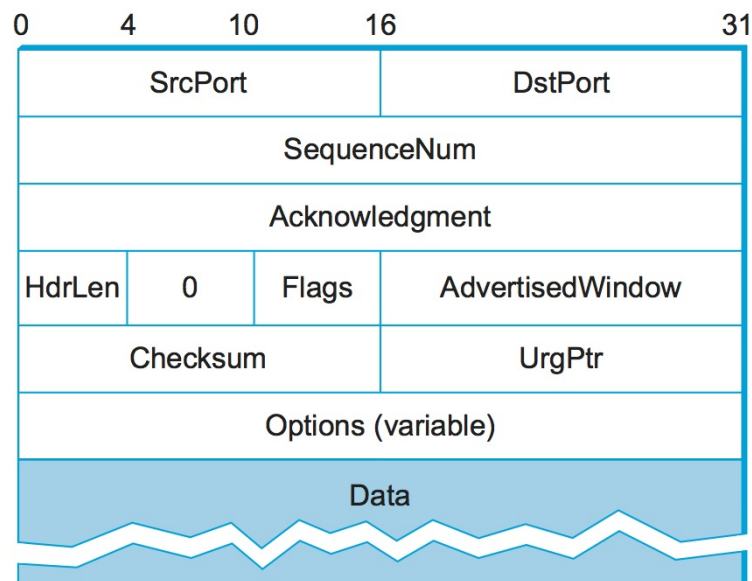 0 4 10 16 31
SrcPort DstPort
SequenceNum
Acknowledgment
HdrLen 0 Flags AdvertisedWindow
Checksum UrgPtr
Options (variable)
Data